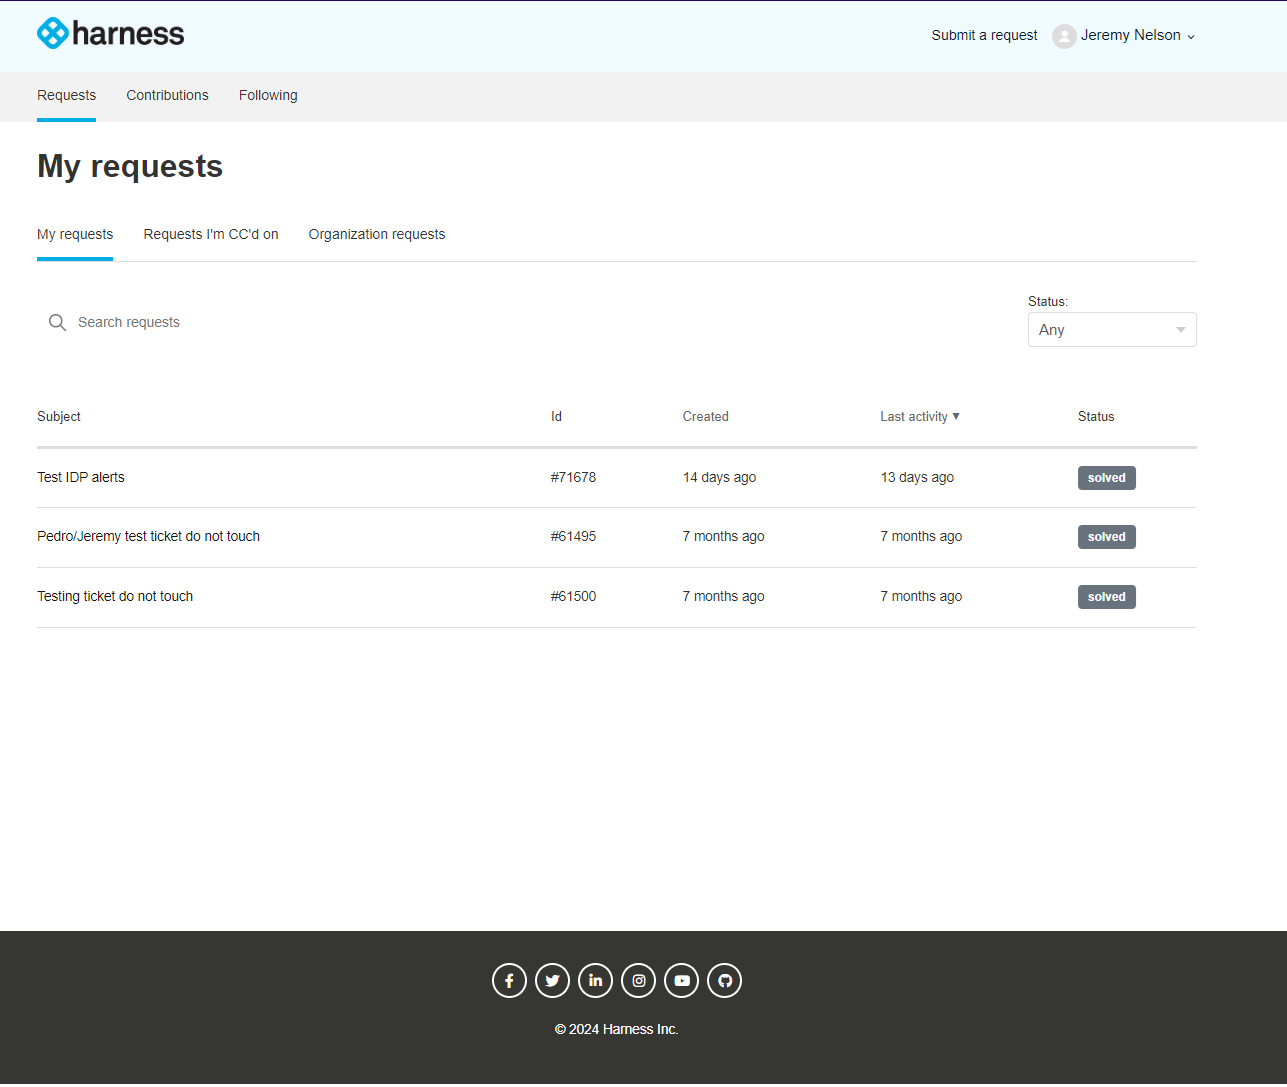 harness
Submit a request Jeremy Nelson
Requests Contributions Following
My requests
My requests Requests I'm CC'd on Organization requests
Status:
Search requests
Any
Subject Id Created Last activity ▼ Status
Test IDP alerts #71678 14 days ago 13 days ago solved
Pedro/Jeremy test ticket do not touch #61495 7 months ago 7 months ago solved
Testing ticket do not touch #61500 7 months ago 7 months ago solved
© 2024 Harness Inc.